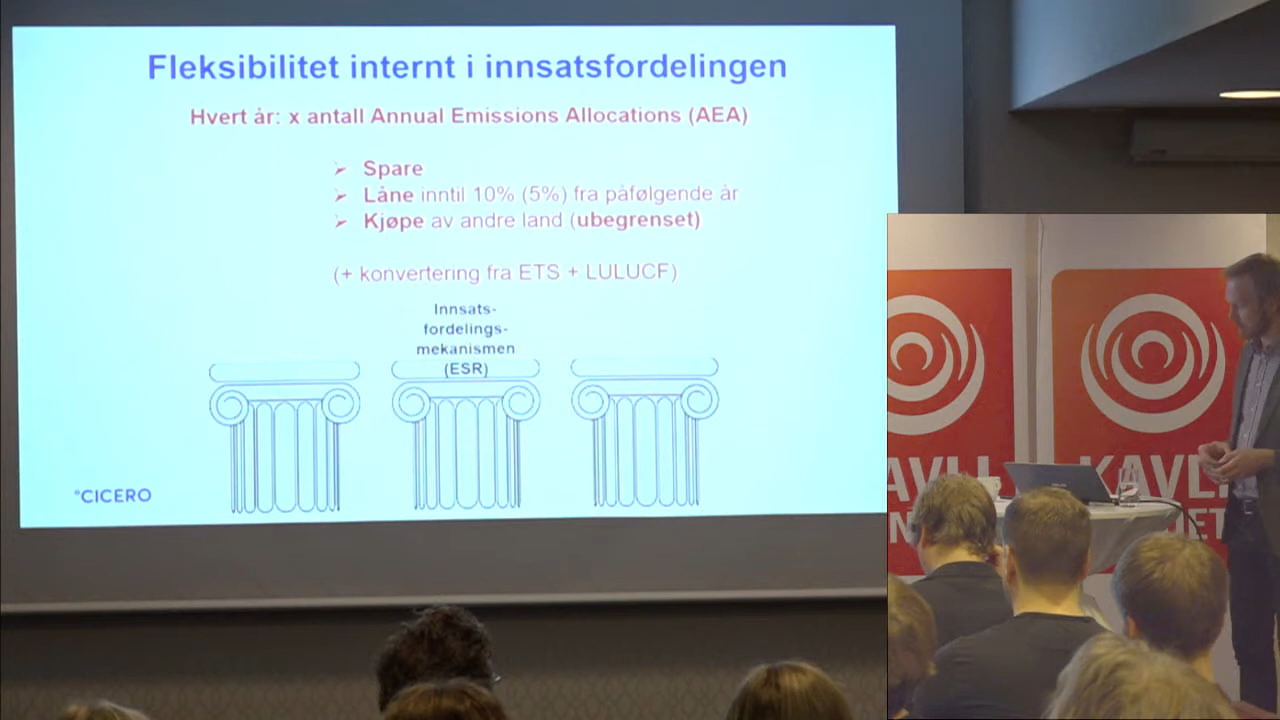 Fleksibilitet internt i innsatsfordelingen
Hvert år: x antall Annual Emissions Allocations (AEA)
➢ Spare
➢ Låne inntil 10% (5%) fra påfølgende år
➢ Kjøpe av andre land (ubegrenset)
(+ konvertering fra ETS + LULUCF)
Innsats-
fordelings-
mekanismen
(ESR)
°CICERO
KAVLI